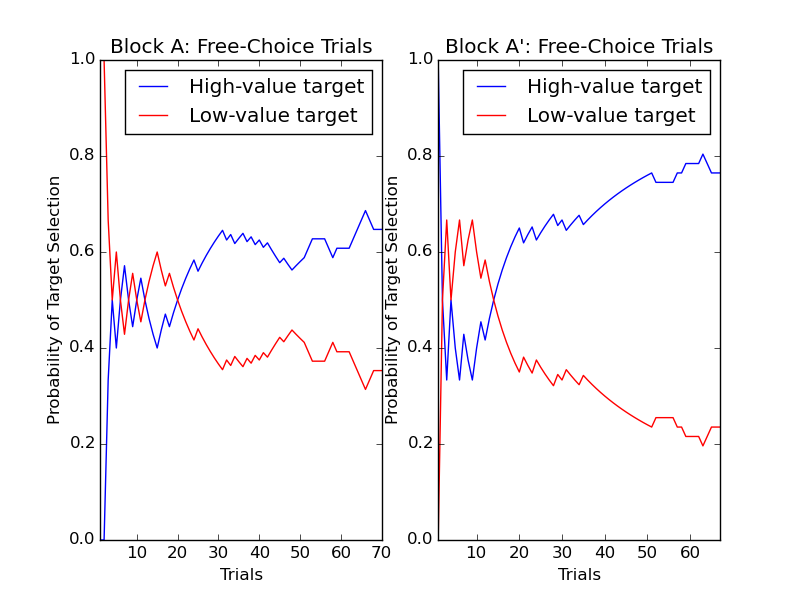 Block A: Free-Choice Trials
1.0
0.8
0.6
0.4
0.2
0.0
Probability of Target Selection
High-value target
Low-value target
10 20 30 40 50 60 70
Trials
Block A': Free-Choice Trials
1.0
0.8
0.6
0.4
0.2
0.0
Probability of Target Selection
High-value target
Low-value target
10 20 30 40 50 60
Trials